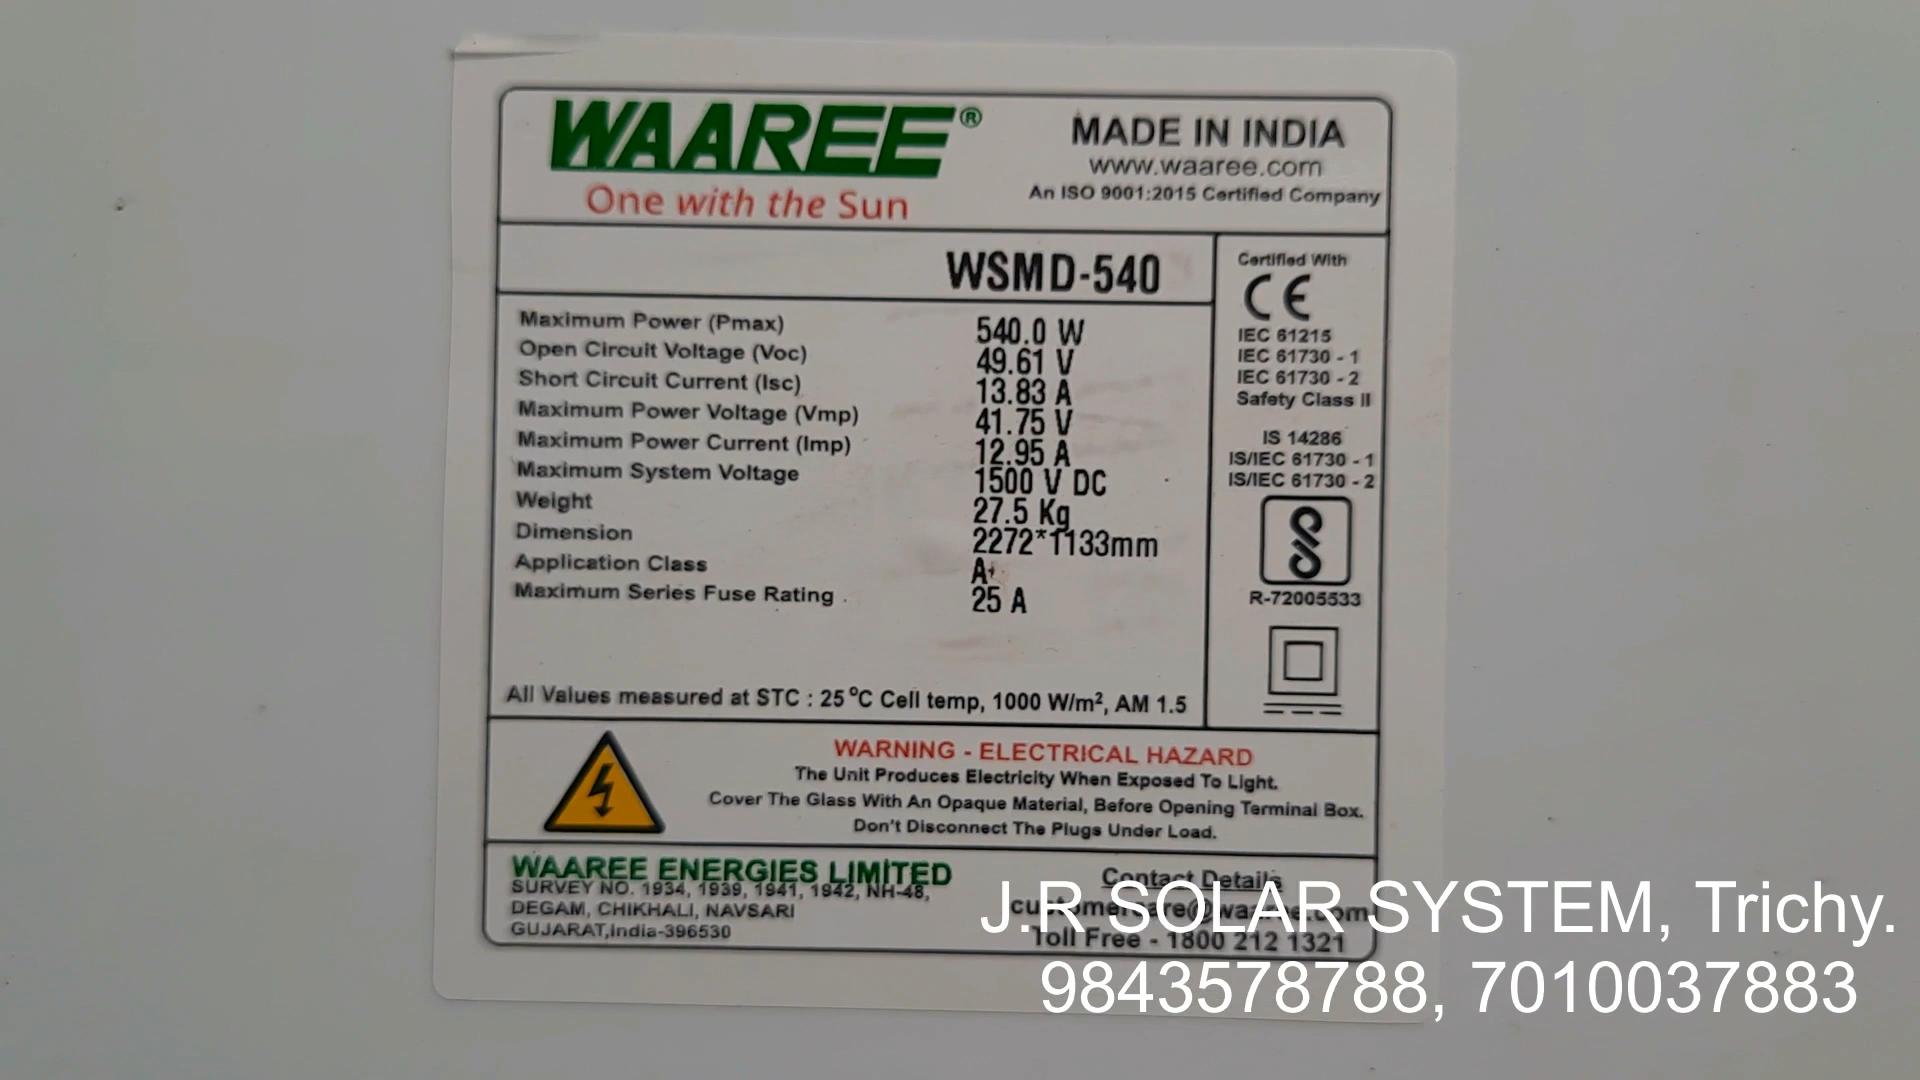 WAAREE®
One with the Sun
MADE IN INDIA
www.waaree.com
An ISO 9001:2015 Certified Company
WSMD-540
Maximum Power (Pmax) 540.0 W
Open Circuit Voltage (Voc) 49.61 V
Short Circuit Current (Isc) 13.83 A
Maximum Power Voltage (Vmp) 41.75 V
Maximum Power Current (Imp) 12.95 A
Maximum System Voltage 1500 V DC
Weight 27.5 Kg
Dimension 2272*1133mm
Application Class A
Maximum Series Fuse Rating 25 A
All Values measured at STC : 25 °C Cell temp, 1000 W/m², AM 1.5
Certified With
CE
IEC 61215
IEC 61730 - 1
IEC 61730 - 2
Safety Class II
IS 14286
IS/IEC 61730 - 1
IS/IEC 61730 - 2
R-72005533
WARNING - ELECTRICAL HAZARD
The Unit Produces Electricity When Exposed To Light.
Cover The Glass With An Opaque Material, Before Opening Terminal Box.
Don't Disconnect The Plugs Under Load.
WAAREE ENERGIES LIMITED
SURVEY NO. 1934, 1939, 1941, 1942, NH-48,
DEGAM, CHIKHALI, NAVSARI
GUJARAT,India-396530
Contact Details
customercare@waaree.com
Toll Free - 1800 212 1321
J.R SOLAR SYSTEM, Trichy.
9843578788, 7010037883